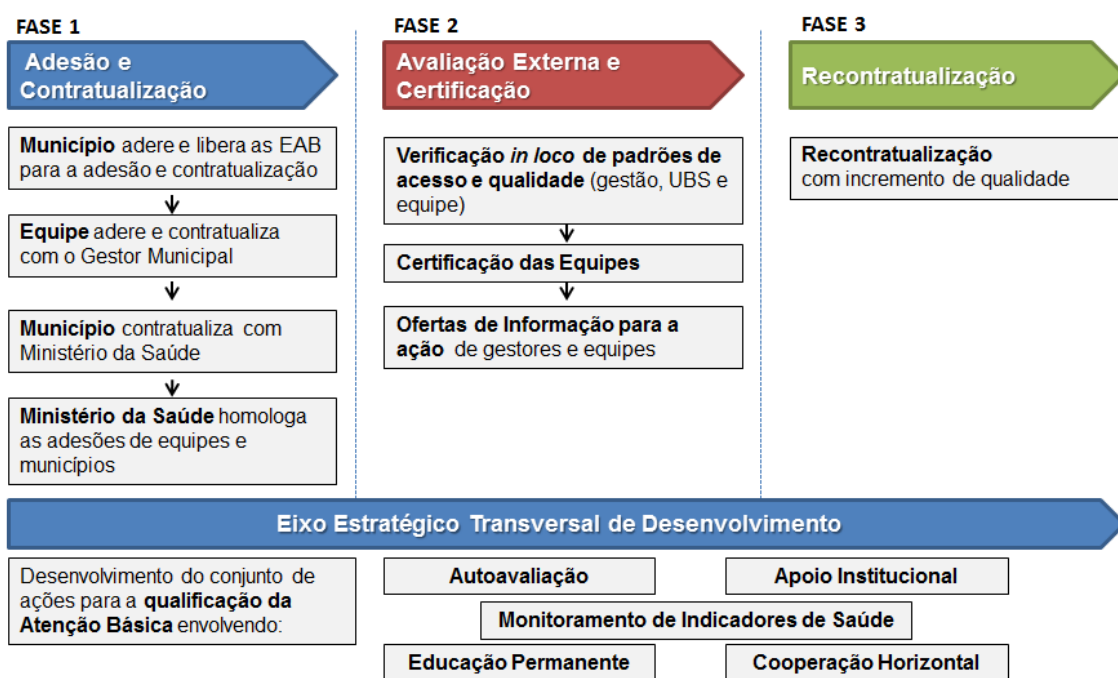 FASE 1
Adesão e
Contratualização
Município adere e libera as EAB
para a adesão e contratualização
Equipe adere e contratualiza
com o Gestor Municipal
Município contratualiza com
Ministério da Saúde
Ministério da Saúde homologa
as adesões de equipes e
municípios
FASE 2
Avaliação Externa e
Certificação
Verificação in loco de padrões de
acesso e qualidade (gestão, UBS e
equipe)
Certificação das Equipes
Ofertas de Informação para a
ação de gestores e equipes
FASE 3
Recontratualização
Recontratualização
com incremento de qualidade
Eixo Estratégico Transversal de Desenvolvimento
Desenvolvimento do conjunto de
ações para a qualificação da
Atenção Básica envolvendo:
Autoavaliação
Apoio Institucional
Monitoramento de Indicadores de Saúde
Educação Permanente
Cooperação Horizontal